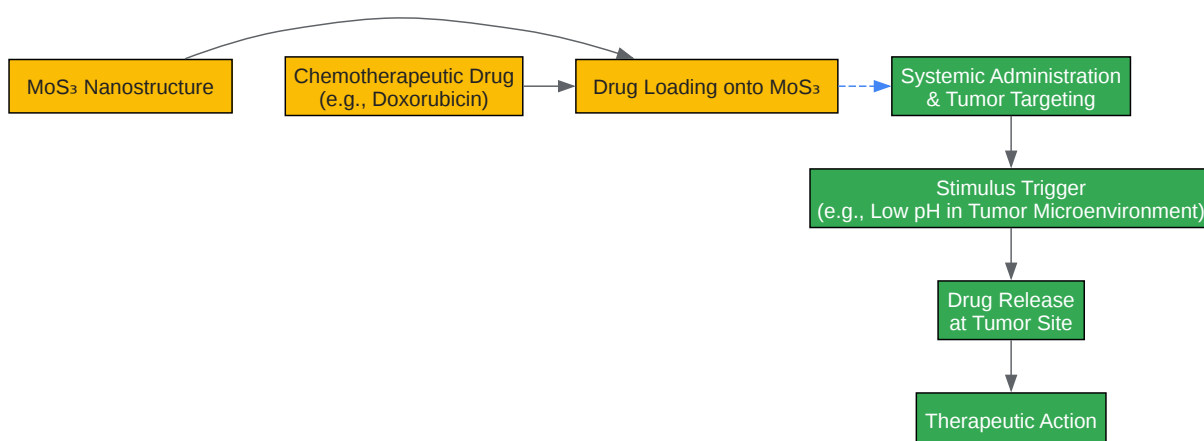 MoS₃ Nanostructure
Chemotherapeutic Drug
(e.g., Doxorubicin)
Drug Loading onto MoS₃
Systemic Administration
& Tumor Targeting
Stimulus Trigger
(e.g., Low pH in Tumor Microenvironment)
Drug Release
at Tumor Site
Therapeutic Action